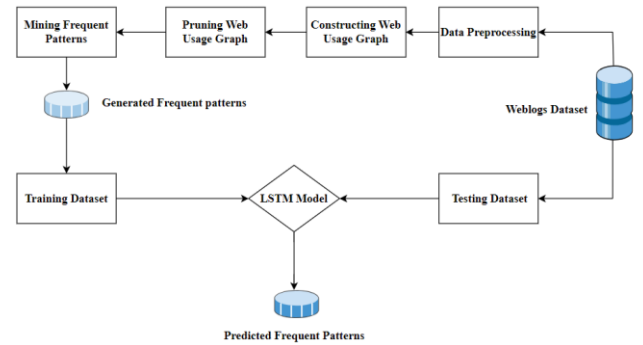 Mining Frequent
Patterns
Pruning Web
Usage Graph
Constructing Web
Usage Graph
Data Preprocessing
Generated Frequent patterns
Weblogs Dataset
Training Dataset
LSTM Model
Testing Dataset
Predicted Frequent Patterns